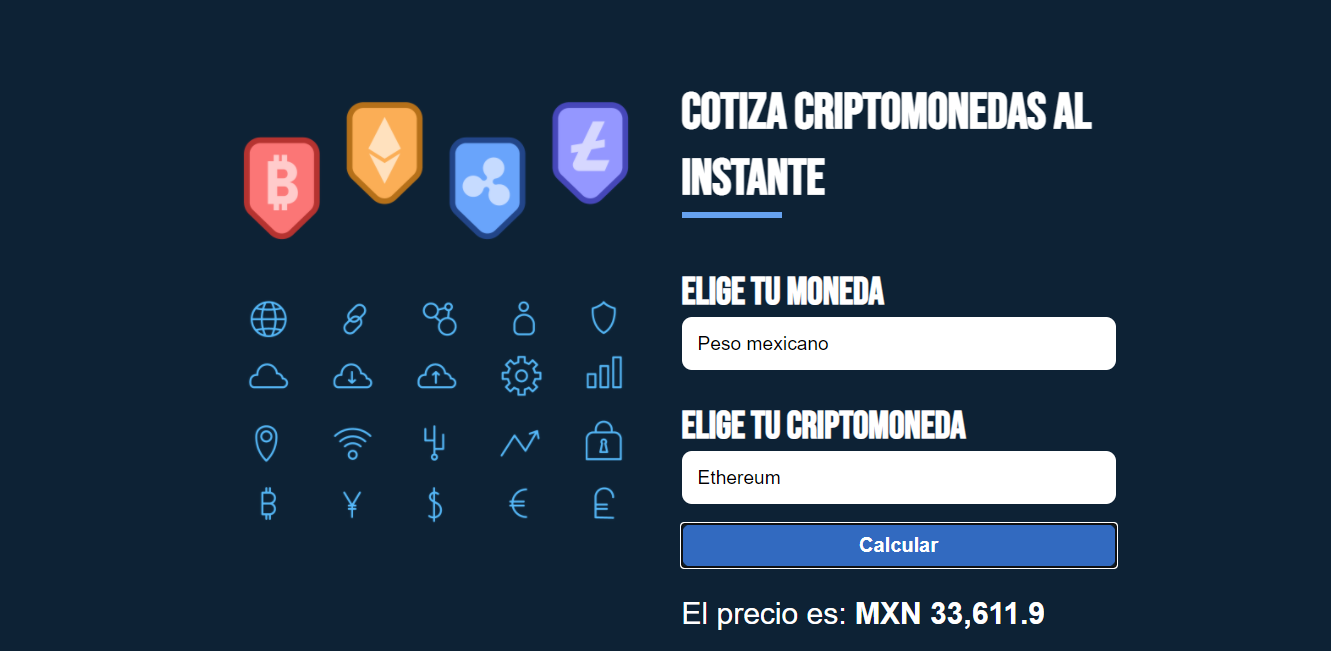 COTIZA CRIPTOMONEDAS AL
INSTANTE
ELIGE TU MONEDA
Peso mexicano
ELIGE TU CRIPTOMONEDA
Ethereum
Calcular
El precio es: MXN 33,611.9